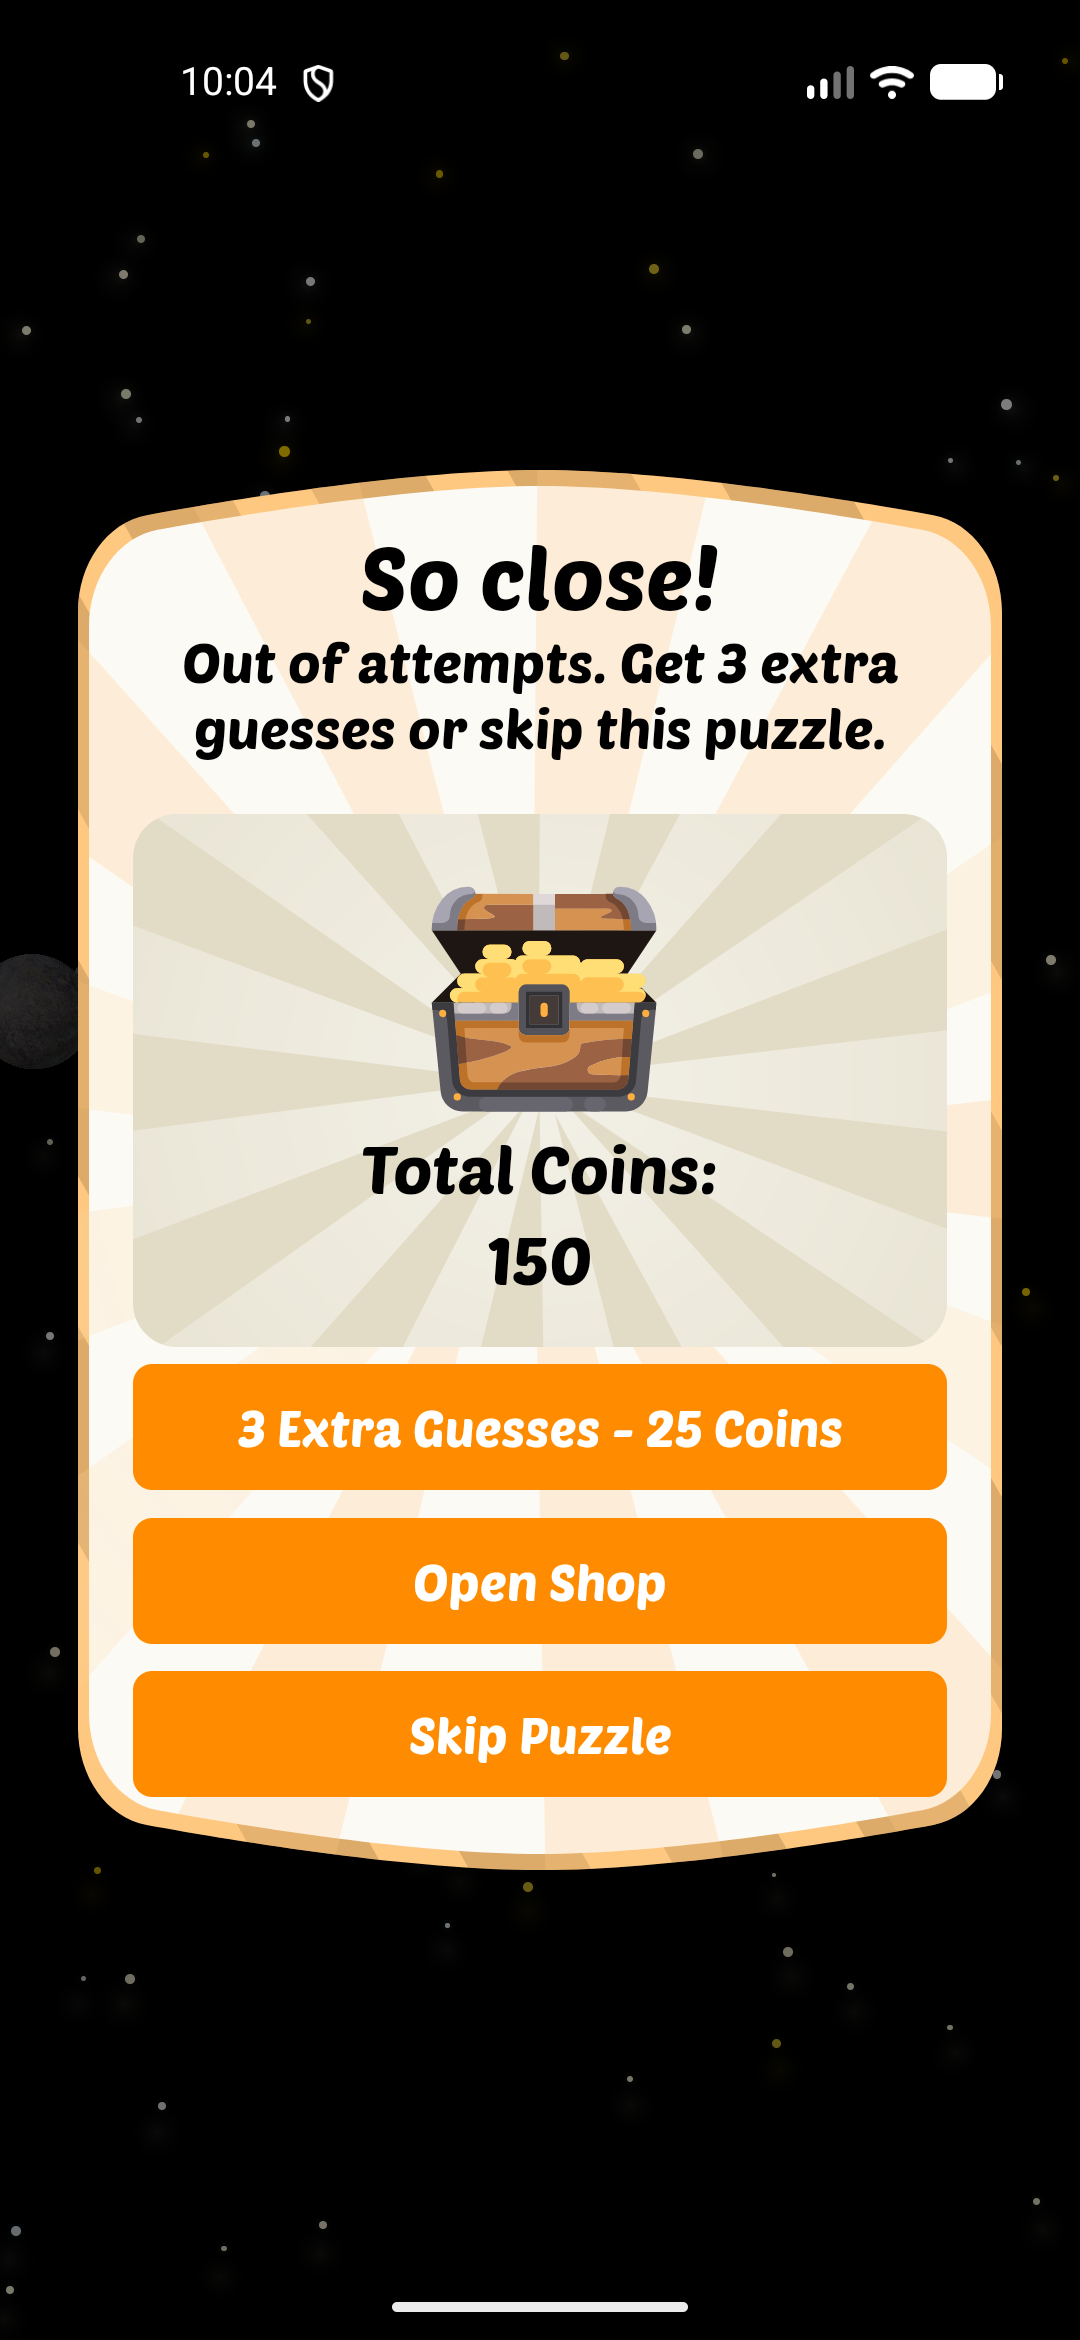 10:04
So close!
Out of attempts. Get 3 extra
guesses or skip this puzzle.
Total Coins:
150
3 Extra Guesses - 25 Coins
Open Shop
Skip Puzzle